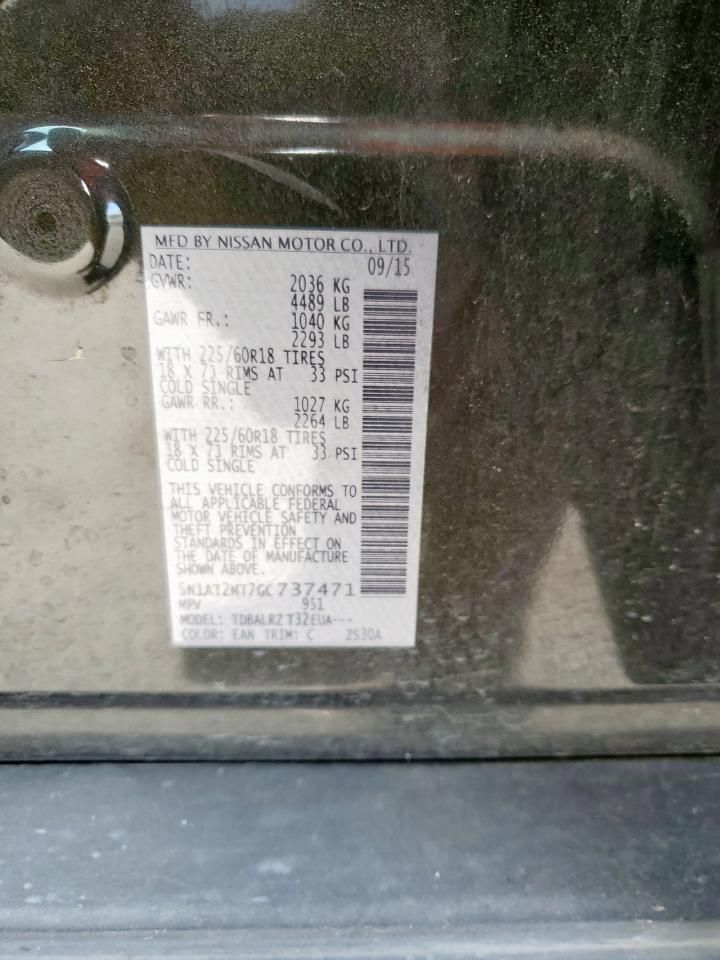 MFD BY NISSAN MOTOR CO., LTD.
DATE: 09/15
GVWR: 2036 KG
4489 LB
GAWR FR.: 1040 KG
2293 LB
WITH 225/60R18 TIRES
18 X 7J RIMS AT 33 PSI
COLD SINGLE
GAWR RR.: 1027 KG
2264 LB
WITH 225/60R18 TIRES
18 X 7J RIMS AT 33 PSI
COLD SINGLE
THIS VEHICLE CONFORMS TO
ALL APPLICABLE FEDERAL
MOTOR VEHICLE SAFETY AND
THEFT PREVENTION
STANDARDS IN EFFECT ON
THE DATE OF MANUFACTURE
SHOWN ABOVE.
5N1AT2MT7GC737471
MPV 951
MODEL: TDBALRZ T32EUA---
COLOR: EAN TRIM: C ZS30A